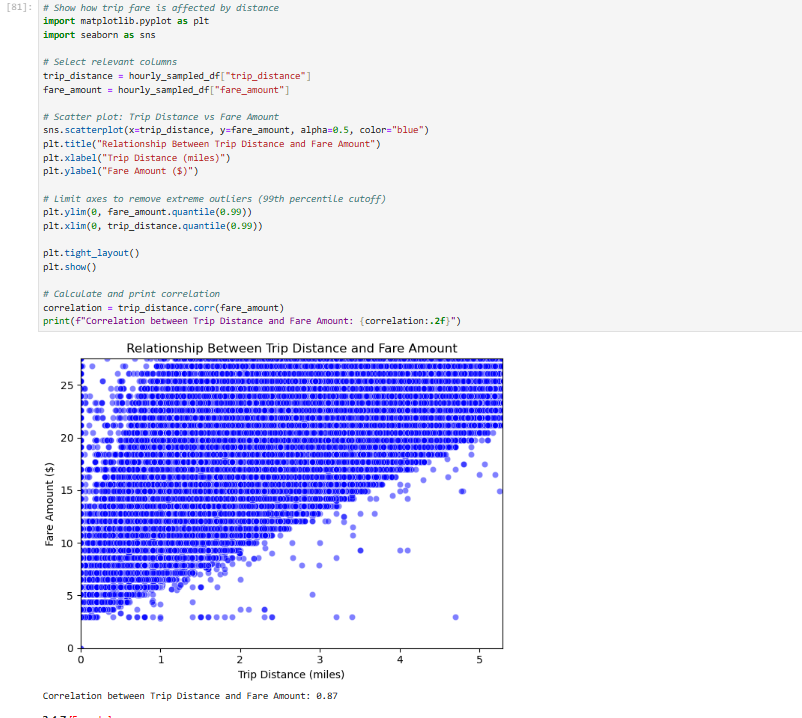 [81]: # Show how trip fare is affected by distance
import matplotlib.pyplot as plt
import seaborn as sns
# Select relevant columns
trip_distance = hourly_sampled_df["trip_distance"]
fare_amount = hourly_sampled_df["fare_amount"]
# Scatter plot: Trip Distance vs Fare Amount
sns.scatterplot(x=trip_distance, y=fare_amount, alpha=0.5, color="blue")
plt.title("Relationship Between Trip Distance and Fare Amount")
plt.xlabel("Trip Distance (miles)")
plt.ylabel("Fare Amount ($)")
# Limit axes to remove extreme outliers (99th percentile cutoff)
plt.ylim(0, fare_amount.quantile(0.99))
plt.xlim(0, trip_distance.quantile(0.99))
plt.tight_layout()
plt.show()
# Calculate and print correlation
correlation = trip_distance.corr(fare_amount)
print(f"Correlation between Trip Distance and Fare Amount: {correlation:.2f}")
Relationship Between Trip Distance and Fare Amount
25
20
15
10
5
0
Fare Amount ($)
0 1 2 3 4 5
Trip Distance (miles)
Correlation between Trip Distance and Fare Amount: 0.87